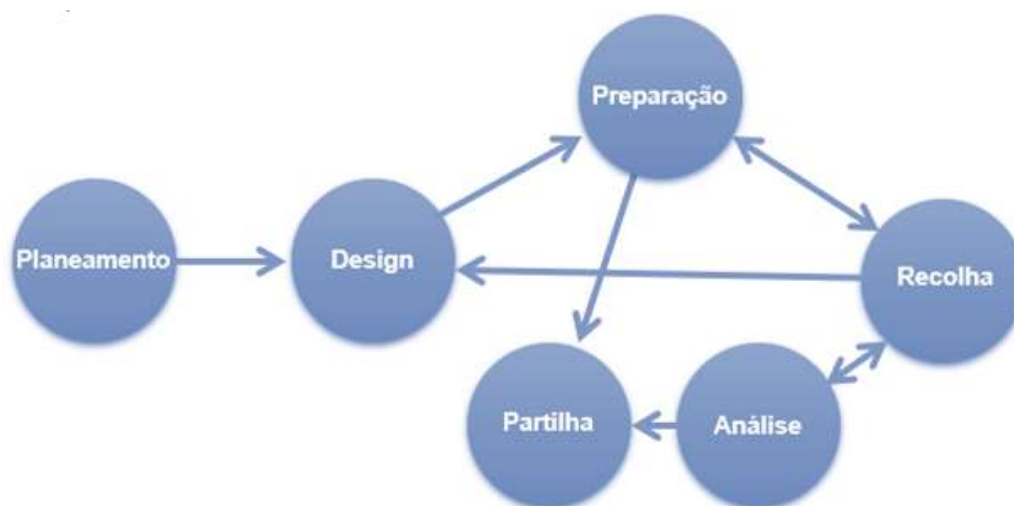 Preparação
Planeamento
Design
Recolha
Partilha
Análise